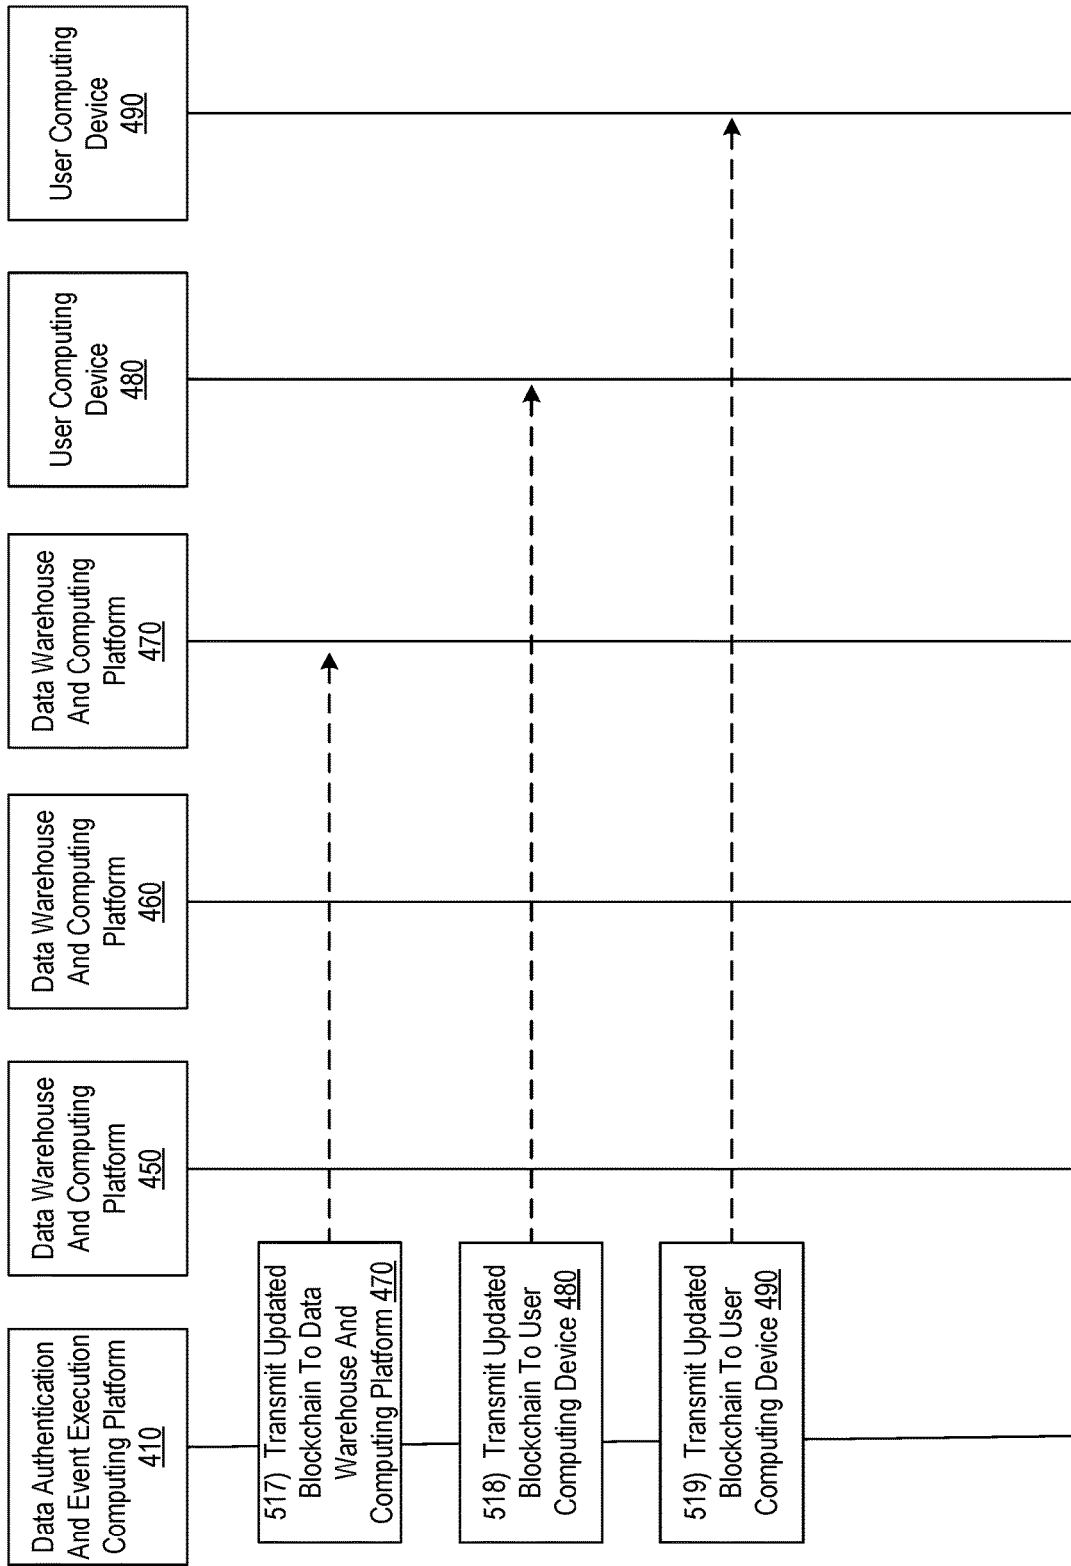 Data Authentication
And Event Execution
Computing Platform
410
Data Warehouse
And Computing
Platform
450
Data Warehouse
And Computing
Platform
460
Data Warehouse
And Computing
Platform
470
User Computing
Device
480
User Computing
Device
490
517) Transmit Updated
Blockchain To Data
Warehouse And
Computing Platform 470
518) Transmit Updated
Blockchain To User
Computing Device 480
519) Transmit Updated
Blockchain To User
Computing Device 490